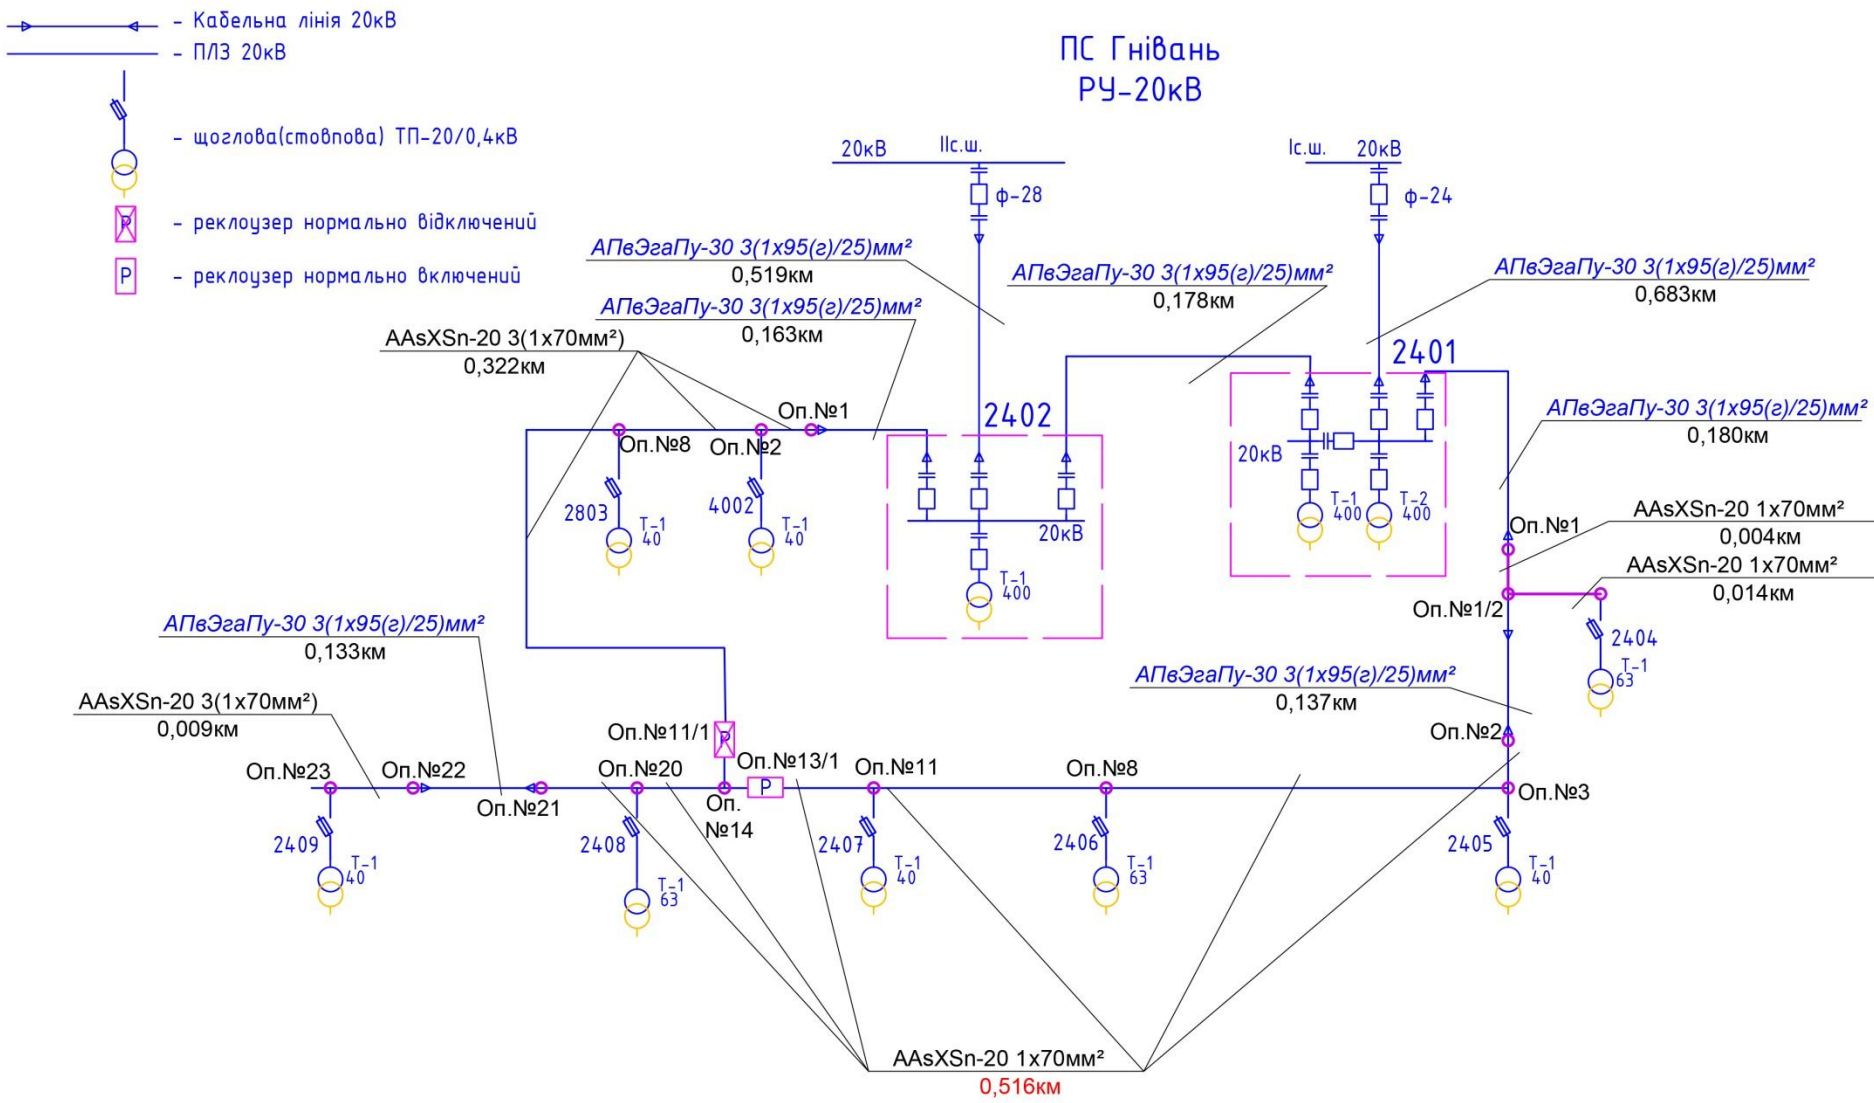 - Кабельна лінія 20кВ
- ПЛЗ 20кВ
- щоглова(стовпова) ТП-20/0,4кВ
Р
- реклоузер нормально відключений
Р
- реклоузер нормально включений
ПС Гнівань
РУ-20кВ
20кВ
ІІс.ш.
Іс.ш.
20кВ
ф-28
ф-24
АПвЭгаПу-30 3(1х95(г)/25)мм²
0,519км
АПвЭгаПу-30 3(1х95(г)/25)мм²
0,178км
АПвЭгаПу-30 3(1х95(г)/25)мм²
0,683км
АПвЭгаПу-30 3(1х95(г)/25)мм²
0,163км
AAsXSn-20 3(1х70мм²)
0,322км
2401
2402
Оп.№1
Оп.№8
Оп.№2
АПвЭгаПу-30 3(1х95(г)/25)мм²
0,180км
20кВ
2803
Т-1
40
4002
Т-1
40
20кВ
Т-1
400
Т-1
400
Т-2
400
Оп.№1
AAsXSn-20 1х70мм²
0,004км
AAsXSn-20 1х70мм²
0,014км
Оп.№1/2
2404
Т-1
63
АПвЭгаПу-30 3(1х95(г)/25)мм²
0,133км
АПвЭгаПу-30 3(1х95(г)/25)мм²
0,137км
AAsXSn-20 3(1х70мм²)
0,009км
Оп.№11/1
Р
Оп.№2
Оп.№23
Оп.№22
Оп.№21
Оп.№20
Оп.
№14
Оп.№13/1
Р
Оп.№11
Оп.№8
Оп.№3
2409
Т-1
40
2408
Т-1
63
2407
Т-1
40
2406
Т-1
63
2405
Т-1
40
AAsXSn-20 1х70мм²
0,516км